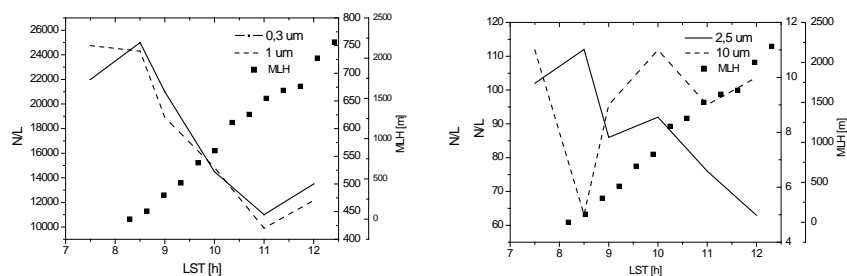 0,3 um
1 um
MLH
26000
24000
22000
20000
18000
16000
14000
12000
10000
N/L
800
750
700
650
600
550
500
450
400
2500
2000
1500
1000
500
0
MLH [m]
7 8 9 10 11 12
LST [h]
2,5 um
10 um
MLH
120
110
100
90
80
70
60
N/L
N/L
12
10
8
6
4
2500
2000
1500
1000
500
0
MLH [m]
7 8 9 10 11 12
LST [h]